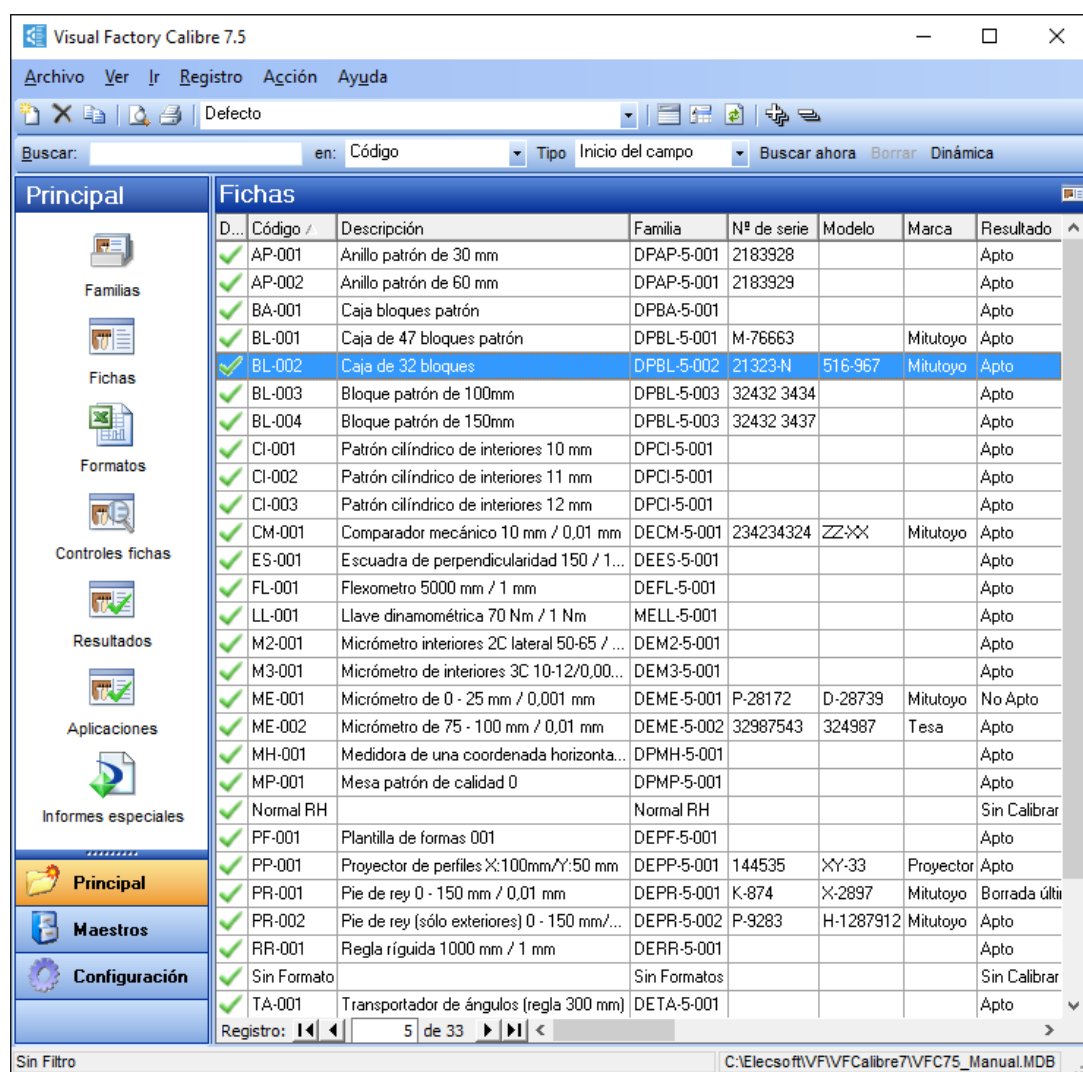 Visual Factory Calibre 7.5
Archivo Ver Ir Registro Acción Ayuda
Defecto
Buscar: en: Código Tipo Inicio del campo Buscar ahora Borrar Dinámica
Principal
Familias
Fichas
Formatos
Controles fichas
Resultados
Aplicaciones
Informes especiales
Principal
Maestros
Configuración
Fichas
D... Código Descripción Familia Nº de serie Modelo Marca Resultado
AP-001 Anillo patrón de 30 mm DPAP-5-001 2183928 Apto
AP-002 Anillo patrón de 60 mm DPAP-5-001 2183929 Apto
BA-001 Caja bloques patrón DPBA-5-001 Apto
BL-001 Caja de 47 bloques patrón DPBL-5-001 M-76663 Mitutoyo Apto
BL-002 Caja de 32 bloques DPBL-5-002 21323-N 516-967 Mitutoyo Apto
BL-003 Bloque patrón de 100mm DPBL-5-003 32432 3434 Apto
BL-004 Bloque patrón de 150mm DPBL-5-003 32432 3437 Apto
CI-001 Patrón cilíndrico de interiores 10 mm DPCI-5-001 Apto
CI-002 Patrón cilíndrico de interiores 11 mm DPCI-5-001 Apto
CI-003 Patrón cilíndrico de interiores 12 mm DPCI-5-001 Apto
CM-001 Comparador mecánico 10 mm / 0,01 mm DECM-5-001 234234324 ZZ-XX Mitutoyo Apto
ES-001 Escuadra de perpendicularidad 150 / 1... DEES-5-001 Apto
FL-001 Flexometro 5000 mm / 1 mm DEFL-5-001 Apto
LL-001 Llave dinamométrica 70 Nm / 1 Nm MELL-5-001 Apto
M2-001 Micrómetro interiores 2C lateral 50-65 / ... DEM2-5-001 Apto
M3-001 Micrómetro de interiores 3C 10-12/0,00... DEM3-5-001 Apto
ME-001 Micrómetro de 0 - 25 mm / 0,001 mm DEME-5-001 P-28172 D-28739 Mitutoyo No Apto
ME-002 Micrómetro de 75 - 100 mm / 0,01 mm DEME-5-002 32987543 324987 Tesa Apto
MH-001 Medidora de una coordenada horizonta... DPMH-5-001 Apto
MP-001 Mesa patrón de calidad 0 DPMP-5-001 Apto
Normal RH Normal RH Sin Calibrar
PF-001 Plantilla de formas 001 DEPF-5-001 Apto
PP-001 Proyector de perfiles X:100mm/Y:50 mm DEPP-5-001 144535 XY-33 Proyector Apto
PR-001 Pie de rey 0 - 150 mm / 0,01 mm DEPR-5-001 K-874 X-2897 Mitutoyo Borrada últi
PR-002 Pie de rey (sólo exteriores) 0 - 150 mm/... DEPR-5-002 P-9283 H-1287912 Mitutoyo Apto
RR-001 Regla ríguida 1000 mm / 1 mm DERR-5-001 Apto
Sin Formato Sin Formatos Sin Calibrar
TA-001 Transportador de ángulos (regla 300 mm) DETA-5-001 Apto
Registro: 5 de 33
Sin Filtro C:\Elecsoft\VF\VFCalibre7\VFC75_Manual.MDB